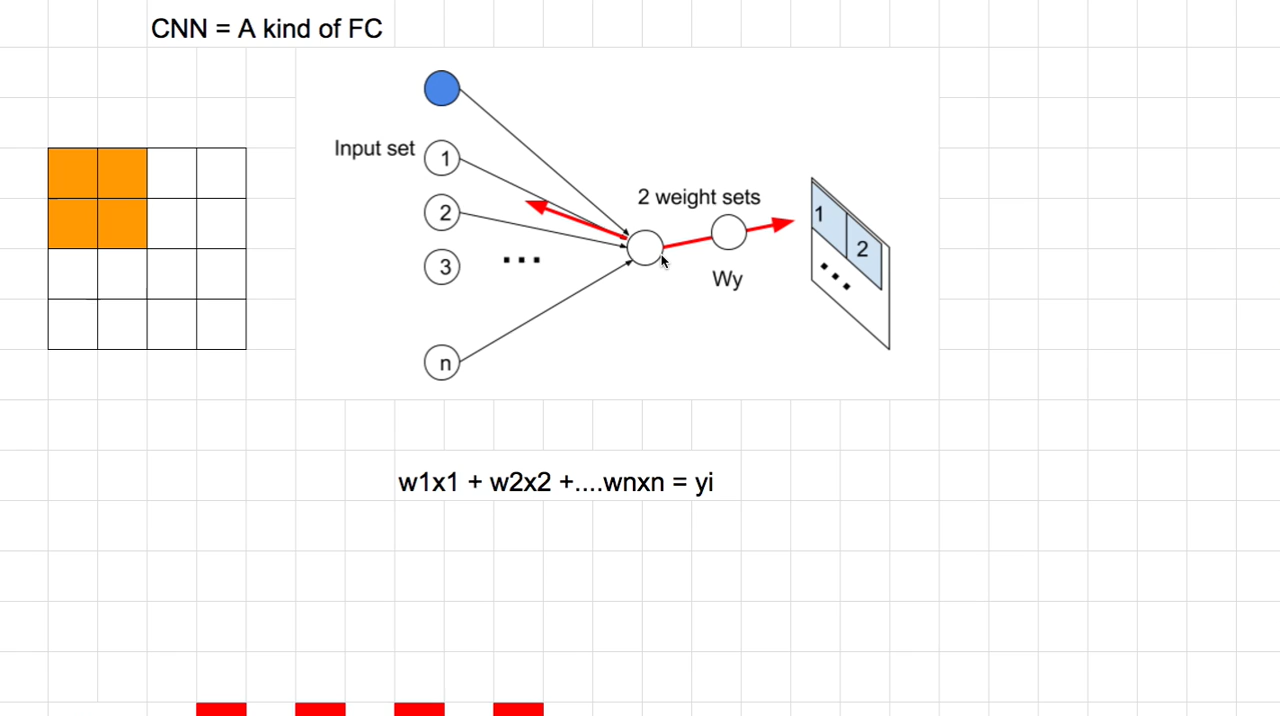 CNN = A kind of FC
Input set
1
2
3
...
n
2 weight sets
Wy
1
2
...
w1x1 + w2x2 +....wnxn = yi